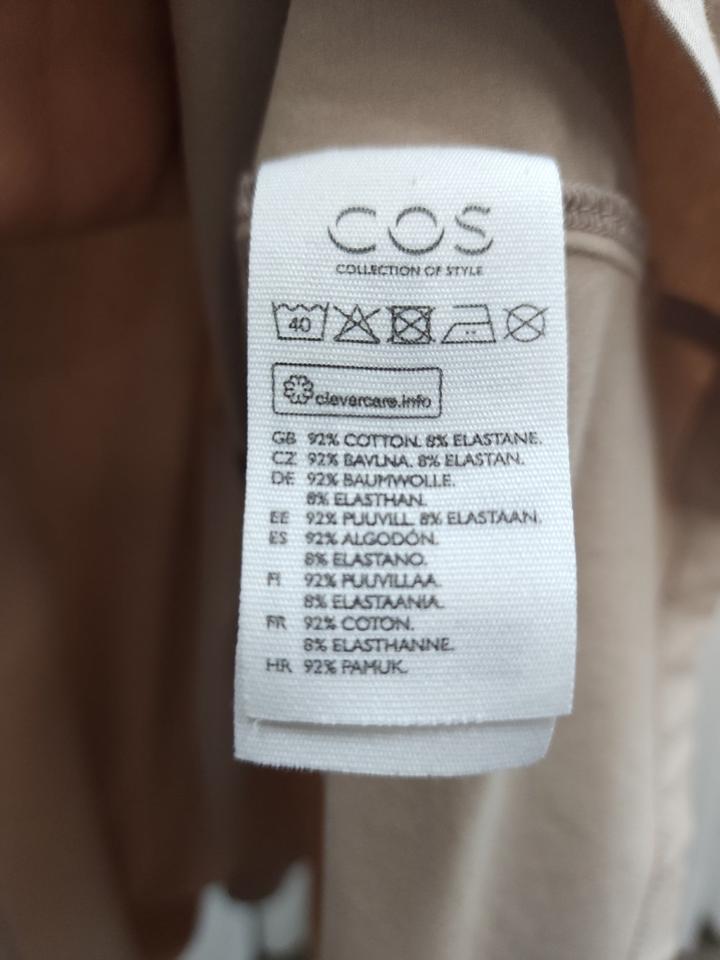 COS
COLLECTION OF STYLE
40
clevercare.info
GB 92% COTTON. 8% ELASTANE.
CZ 92% BAVLNA. 8% ELASTAN.
DE 92% BAUMWOLLE.
8% ELASTHAN.
EE 92% PUUVILL. 8% ELASTAAN.
ES 92% ALGODÓN.
8% ELASTANO.
FI 92% PUUVILLAA.
8% ELASTAANIA.
FR 92% COTON.
8% ELASTHANNE.
HR 92% PAMUK.